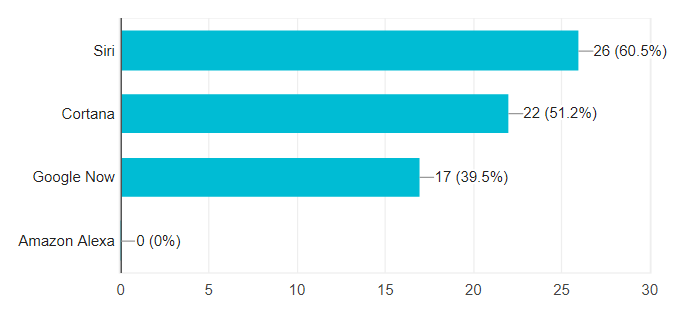 Siri 26 (60.5%)
Cortana 22 (51.2%)
Google Now 17 (39.5%)
Amazon Alexa 0 (0%)
0 5 10 15 20 25 30